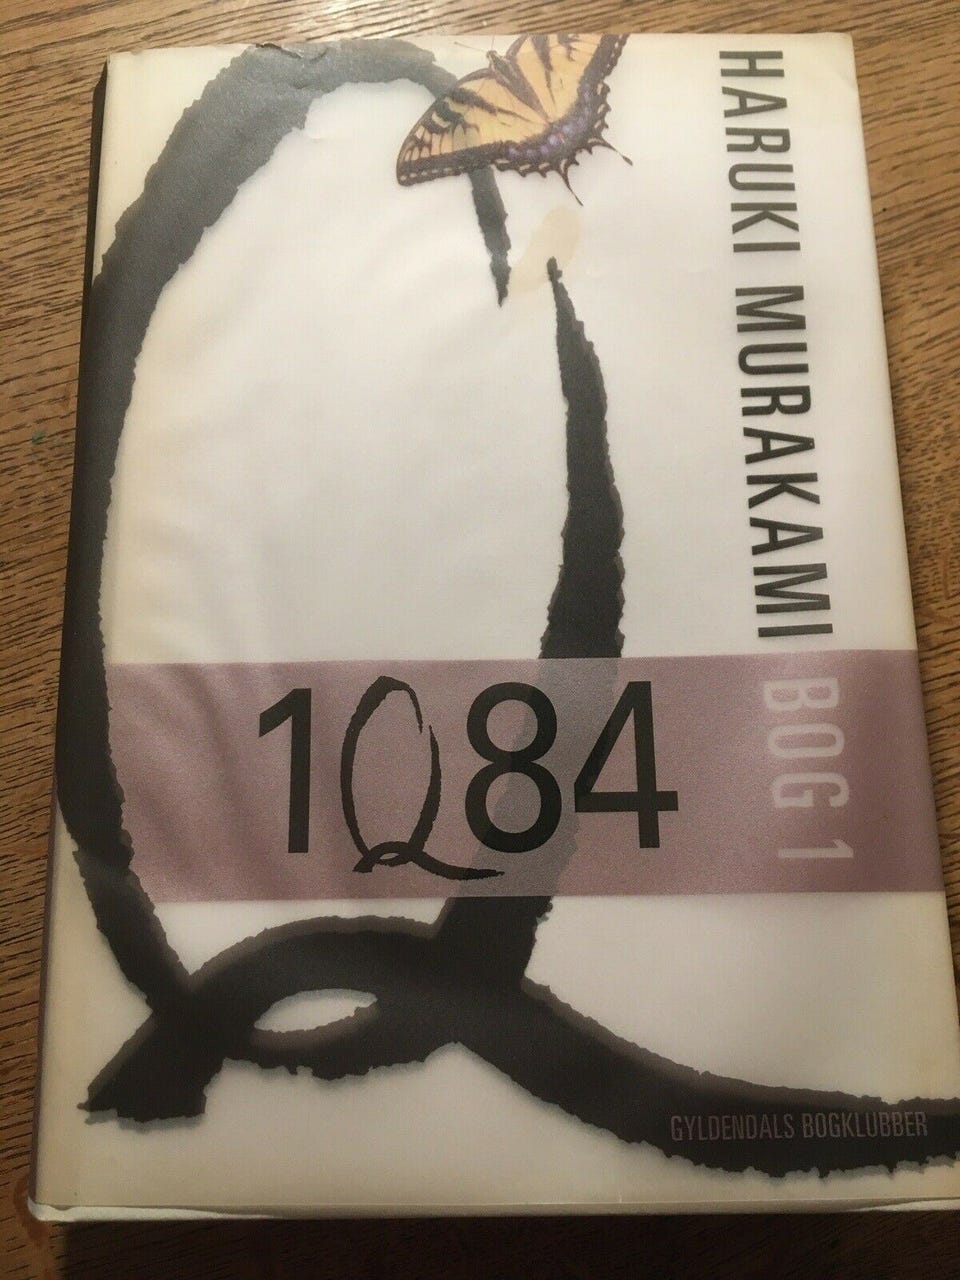 HARUKI MURAKAMI BOG 1
1Q84
GYLDENDALS BOGKLUBBER